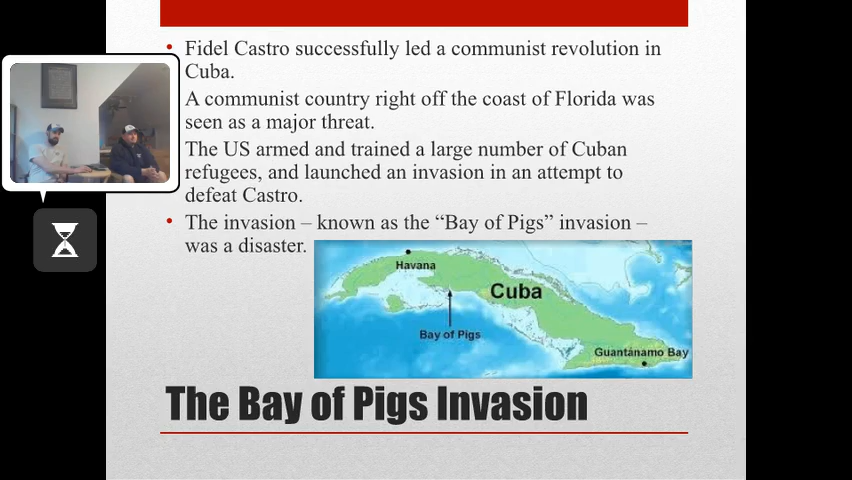 Fidel Castro successfully led a communist revolution in
Cuba.
A communist country right off the coast of Florida was
seen as a major threat.
The US armed and trained a large number of Cuban
refugees, and launched an invasion in an attempt to
defeat Castro.
The invasion – known as the “Bay of Pigs” invasion –
was a disaster.
Havana
Cuba
Bay of Pigs
Guantánamo Bay
The Bay of Pigs Invasion